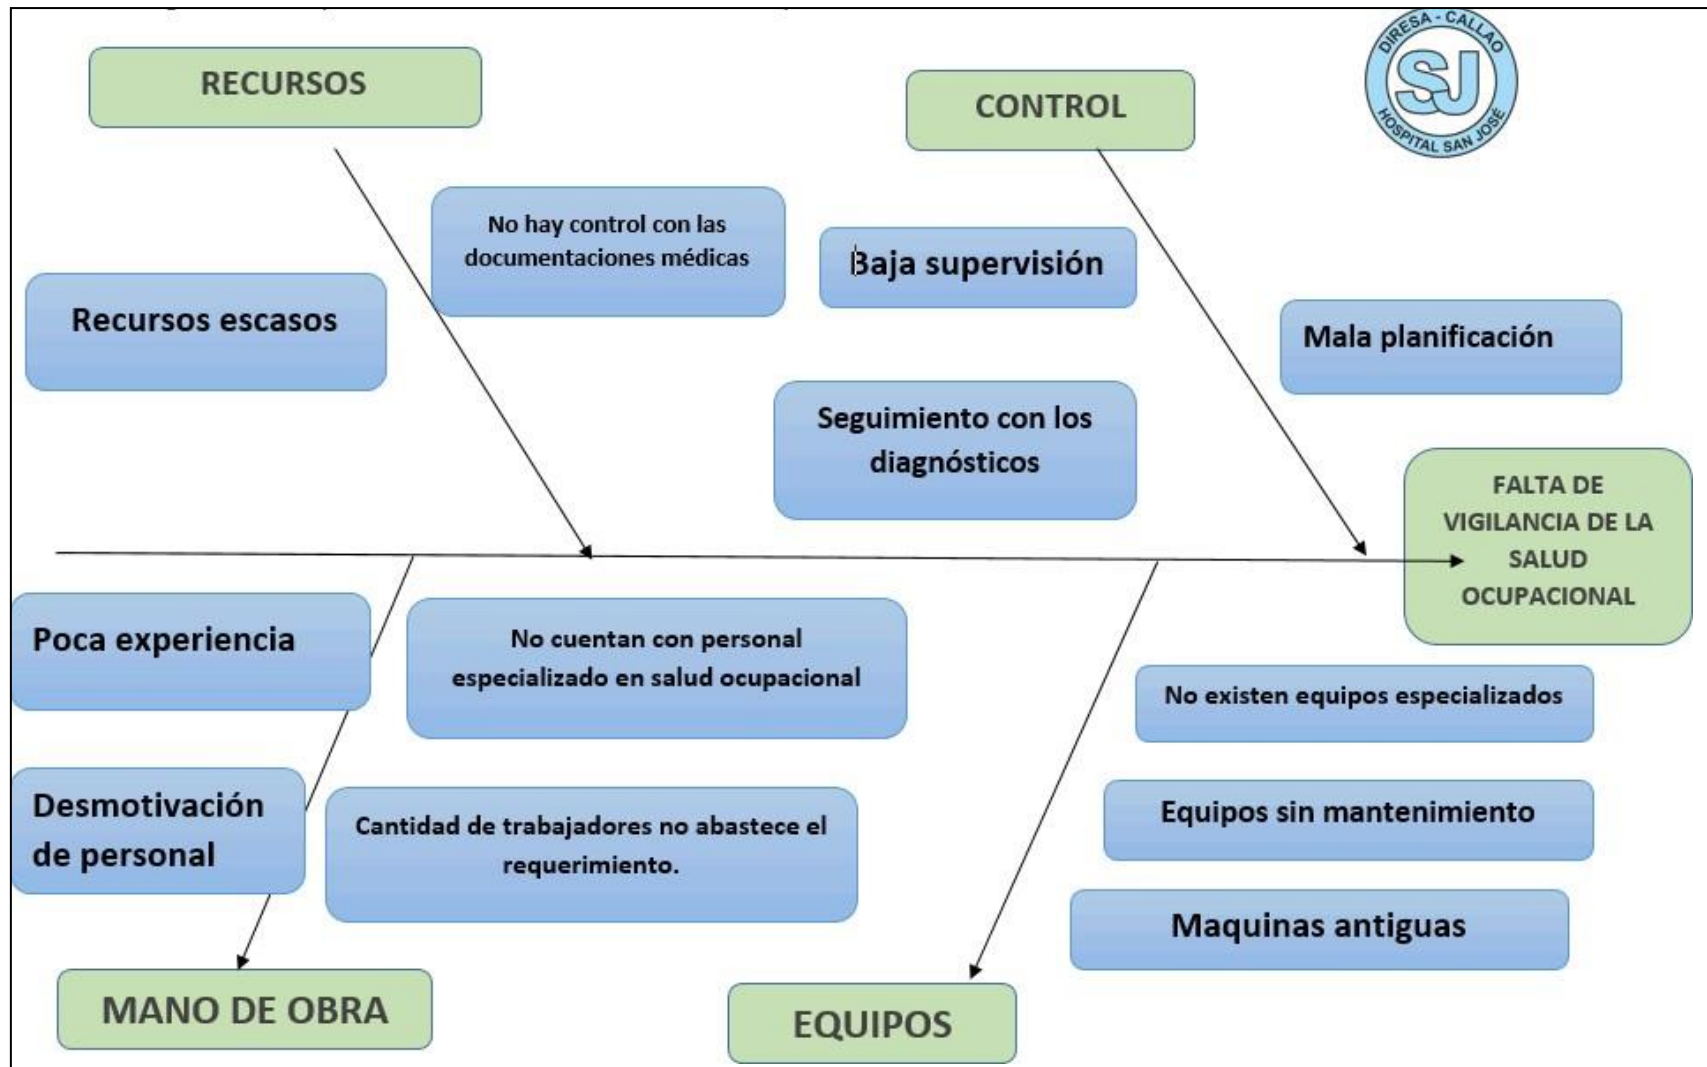 RECURSOS
CONTROL
DIRESA - CALLAO
SJ
HOSPITAL SAN JOSÉ
No hay control con las
documentaciones médicas
Baja supervisión
Recursos escasos
Mala planificación
Seguimiento con los
diagnósticos
FALTA DE
VIGILANCIA DE LA
SALUD
OCUPACIONAL
Poca experiencia
No cuentan con personal
especializado en salud ocupacional
No existen equipos especializados
Desmotivación
de personal
Cantidad de trabajadores no abastece el
requerimiento.
Equipos sin mantenimiento
Maquinas antiguas
MANO DE OBRA
EQUIPOS